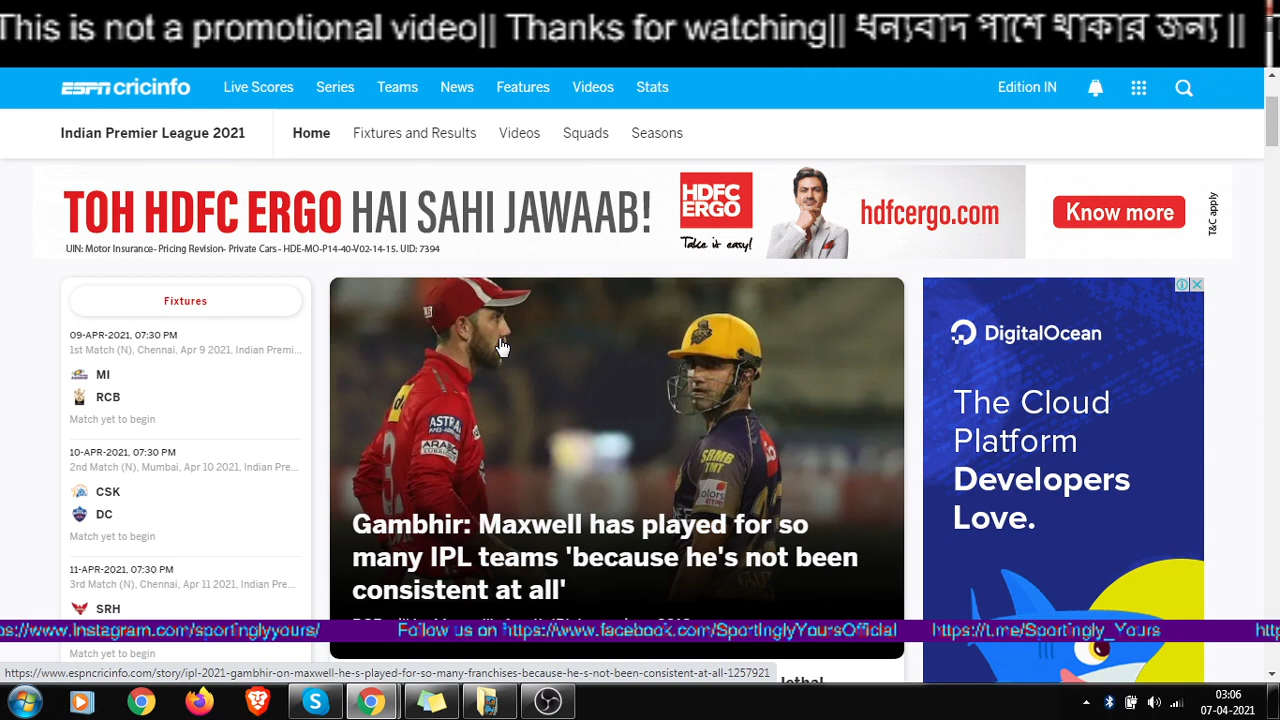 This is not a promotional video|| Thanks for watching|| ধন্যবাদ পাশে থাকার জন্য ||
ESPN cricinfo Live Scores Series Teams News Features Videos Stats Edition IN
Indian Premier League 2021 Home Fixtures and Results Videos Squads Seasons
TOH HDFC ERGO HAI SAHI JAWAAB!
UIN: Motor Insurance- Pricing Revision- Private Cars - HDE-MO-P14-40-V02-14-15. UID: 7394
HDFC
ERGO
Take it easy!
hdfcergo.com
Know more
T&C apply
Fixtures
09-APR-2021, 07:30 PM
1st Match (N), Chennai, Apr 9 2021, Indian Premi...
MI
RCB
Match yet to begin
10-APR-2021, 07:30 PM
2nd Match (N), Mumbai, Apr 10 2021, Indian Pre...
CSK
DC
Match yet to begin
11-APR-2021, 07:30 PM
3rd Match (N), Chennai, Apr 11 2021, Indian Pre...
SRH
Match yet to begin
ASTRAL
ARABIC
SRMB
TMT
colors
Gambhir: Maxwell has played for so
many IPL teams 'because he's not been
consistent at all'
DigitalOcean
The Cloud
Platform
Developers
Love.
ps://www.instagram.com/sportinglyyours/ Follow us on https://www.facebook.com/SportinglyYoursOfficial https://t.me/Sportingly_Yours
https://www.espncricinfo.com/story/ipl-2021-gambhir-on-maxwell-he-s-played-for-so-many-franchises-because-he-s-not-been-consistent-at-all-1257921
lethal
03:06
07-04-2021